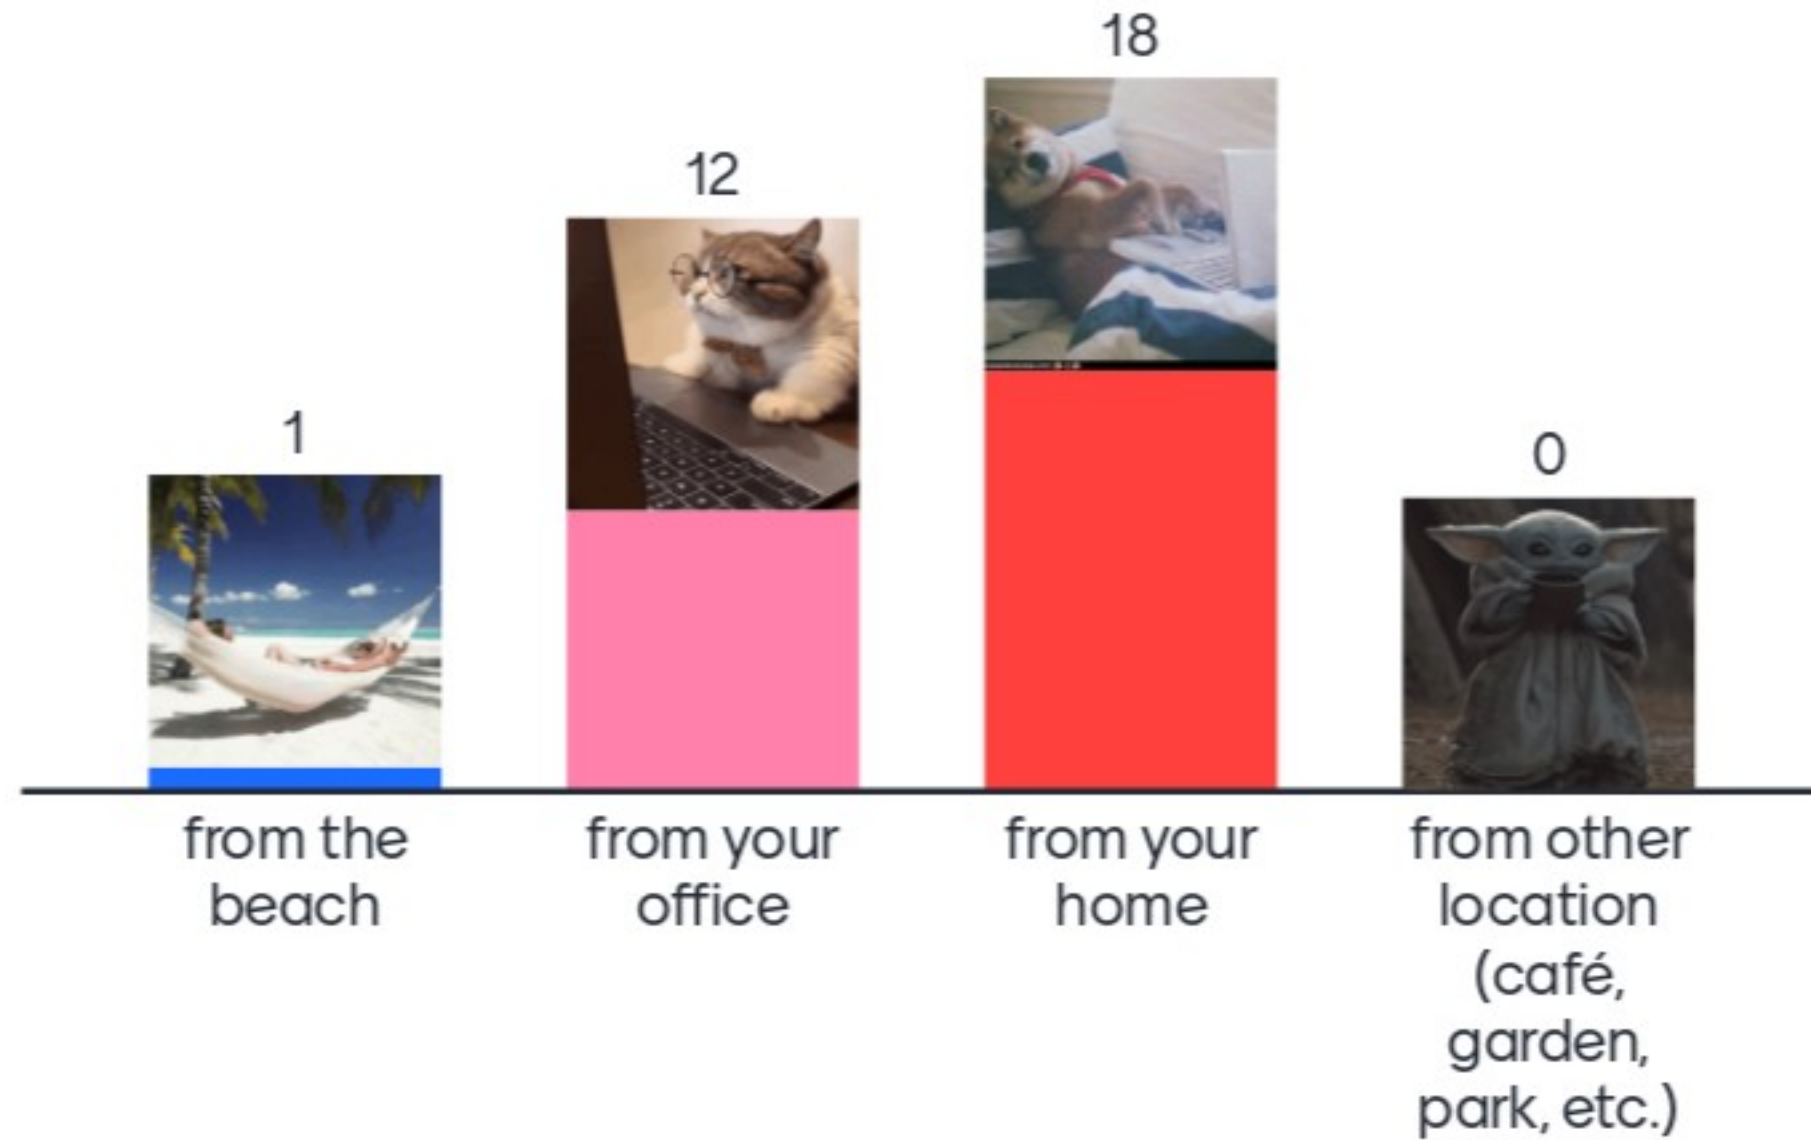 1
12
18
0
from the
beach
from your
office
from your
home
from other
location
(café,
garden,
park, etc.)